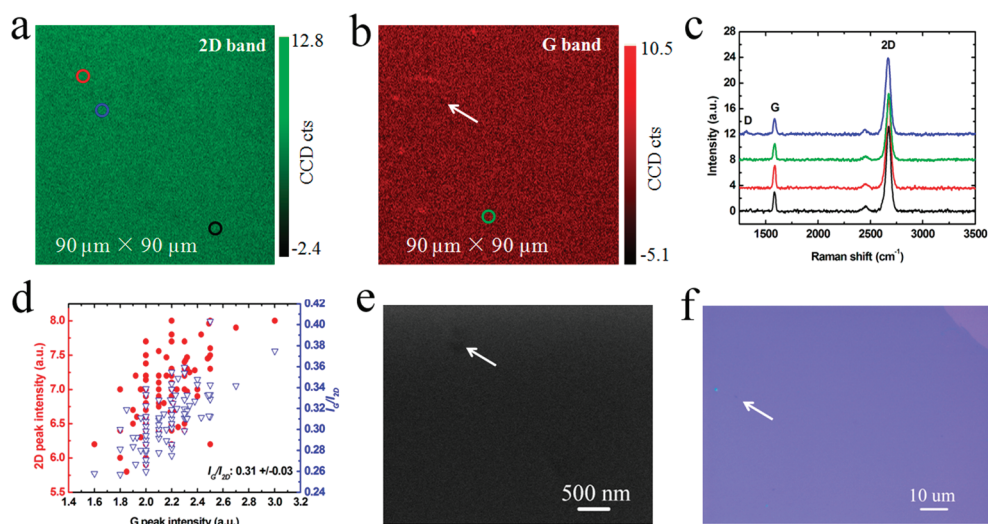 a
2D band
12.8
CCD cts
-2.4
90 μm × 90 μm
b
G band
10.5
CCD cts
-5.1
90 μm × 90 μm
c
Intensity (a.u.)
28
24
20
16
12
8
4
0
D
G
2D
1500 2000 2500 3000 3500
Raman shift (cm⁻¹)
d
2D peak intensity (a.u.)
8.0
7.5
7.0
6.5
6.0
5.5
0.42
0.40
0.38
0.36
0.34
0.32
0.30
0.28
0.26
0.24
I_G/I_2D
I_G/I_2D: 0.31 +/-0.03
1.4 1.6 1.8 2.0 2.2 2.4 2.6 2.8 3.0 3.2
G peak intensity (a.u.)
e
500 nm
f
10 um